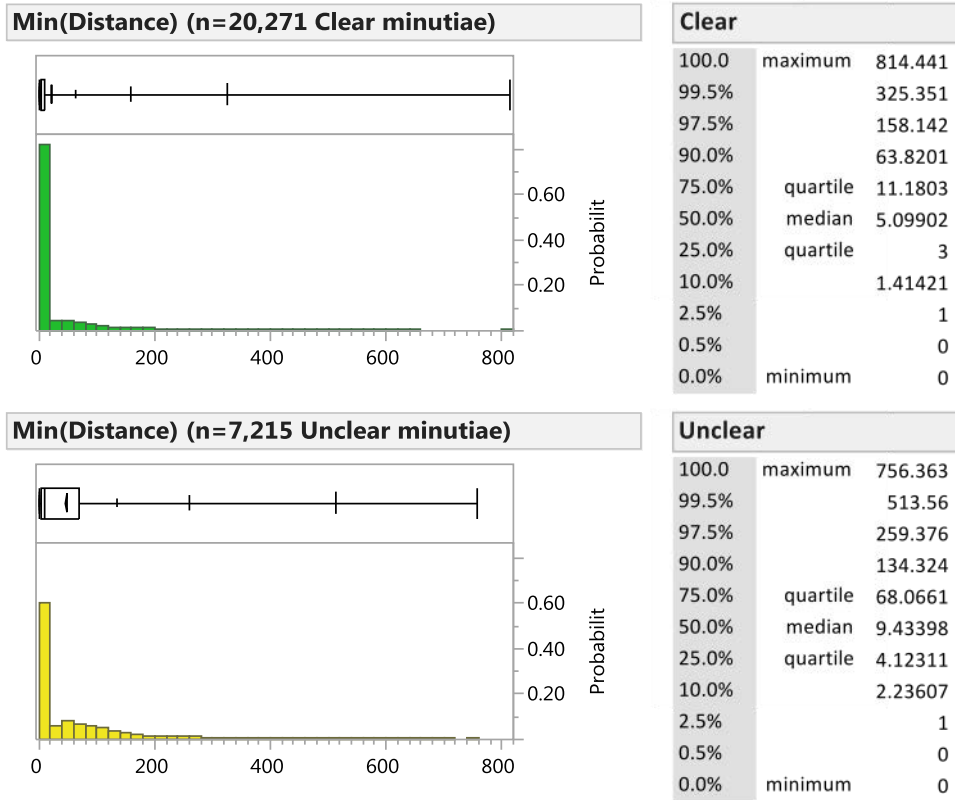 Min(Distance) (n=20,271 Clear minutiae)
0.60
0.40
0.20
Probabilit
0 200 400 600 800
Clear
100.0 maximum 814.441
99.5% 325.351
97.5% 158.142
90.0% 63.8201
75.0% quartile 11.1803
50.0% median 5.09902
25.0% quartile 3
10.0% 1.41421
2.5% 1
0.5% 0
0.0% minimum 0
Min(Distance) (n=7,215 Unclear minutiae)
0.60
0.40
0.20
Probabilit
0 200 400 600 800
Unclear
100.0 maximum 756.363
99.5% 513.56
97.5% 259.376
90.0% 134.324
75.0% quartile 68.0661
50.0% median 9.43398
25.0% quartile 4.12311
10.0% 2.23607
2.5% 1
0.5% 0
0.0% minimum 0